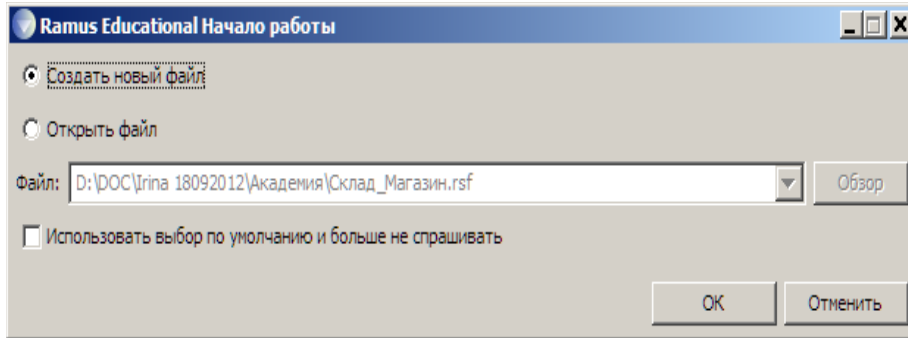 Ramus Educational Начало работы
Создать новый файл
Открыть файл
Файл: D:\DOC\Irina 18092012\Академия\Склад_Магазин.rsf Обзор
Использовать выбор по умолчанию и больше не спрашивать
OK Отменить